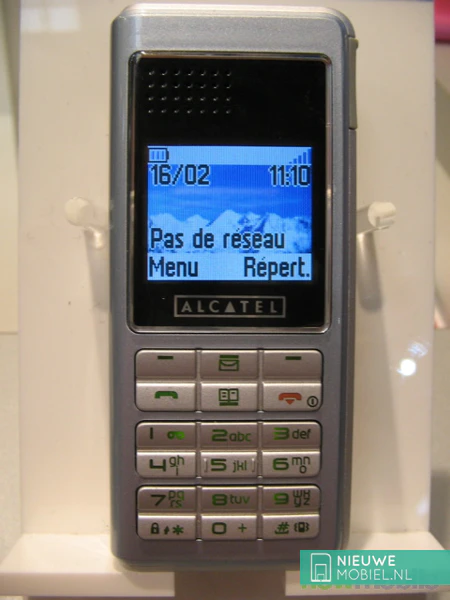 16/02 11:10
Pas de réseau
Menu Répert.
ALCATEL
1 2abc 3def
4ghi 5jkl 6mno
7pqrs 8tuv 9wxyz
* 0+ #
NIEUWE
MOBIEL.NL